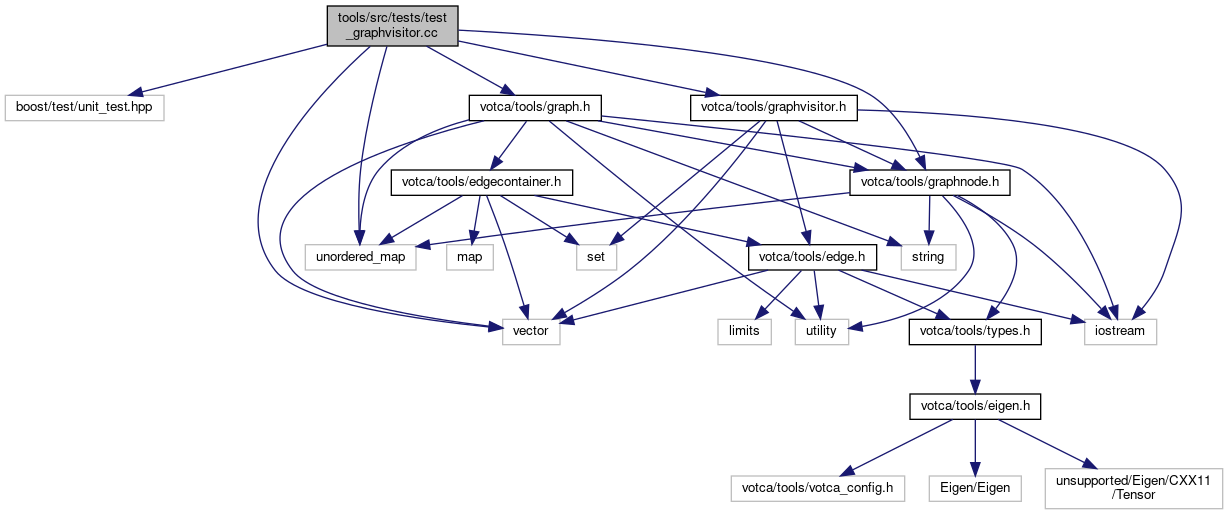 tools/src/tests/test
_graphvisitor.cc
boost/test/unit_test.hpp
votca/tools/graph.h
votca/tools/graphvisitor.h
votca/tools/edgecontainer.h
votca/tools/graphnode.h
unordered_map
map
set
votca/tools/edge.h
string
vector
limits
utility
votca/tools/types.h
iostream
votca/tools/eigen.h
votca/tools/votca_config.h
Eigen/Eigen
unsupported/Eigen/CXX11
/Tensor